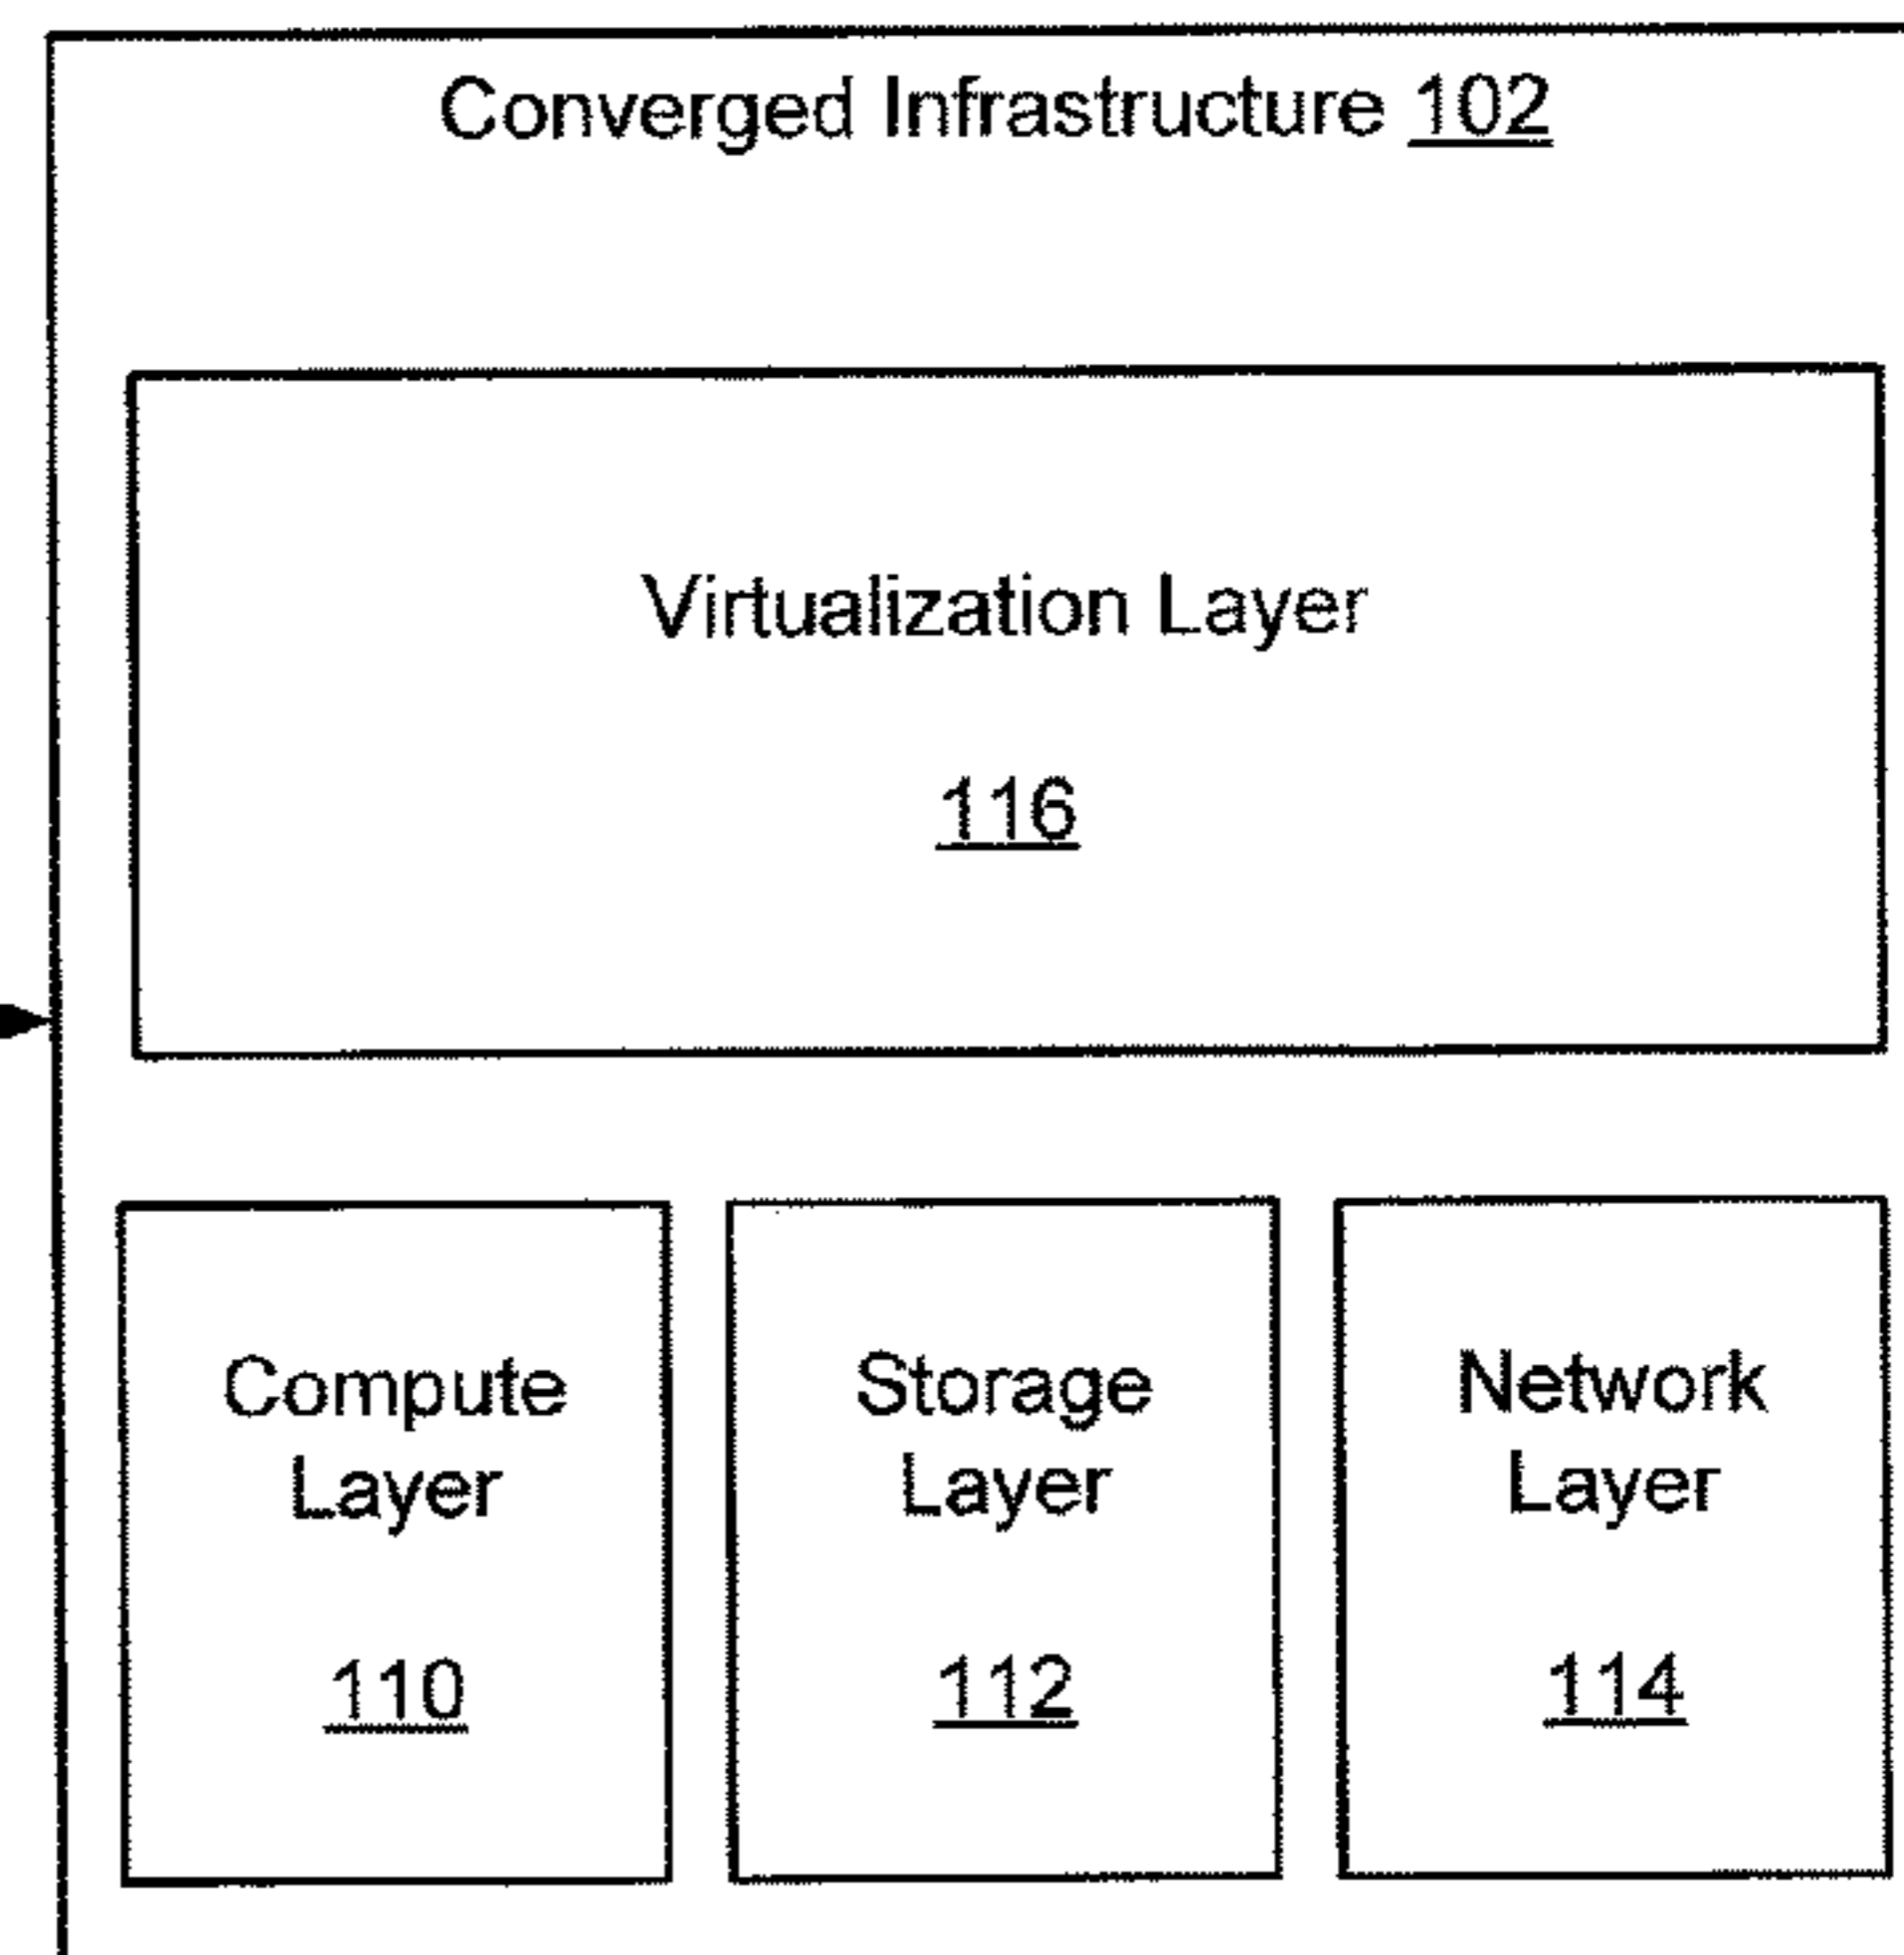 Converged Infrastructure 102
Virtualization Layer
116
Compute
Layer
110
Storage
Layer
112
Network
Layer
114